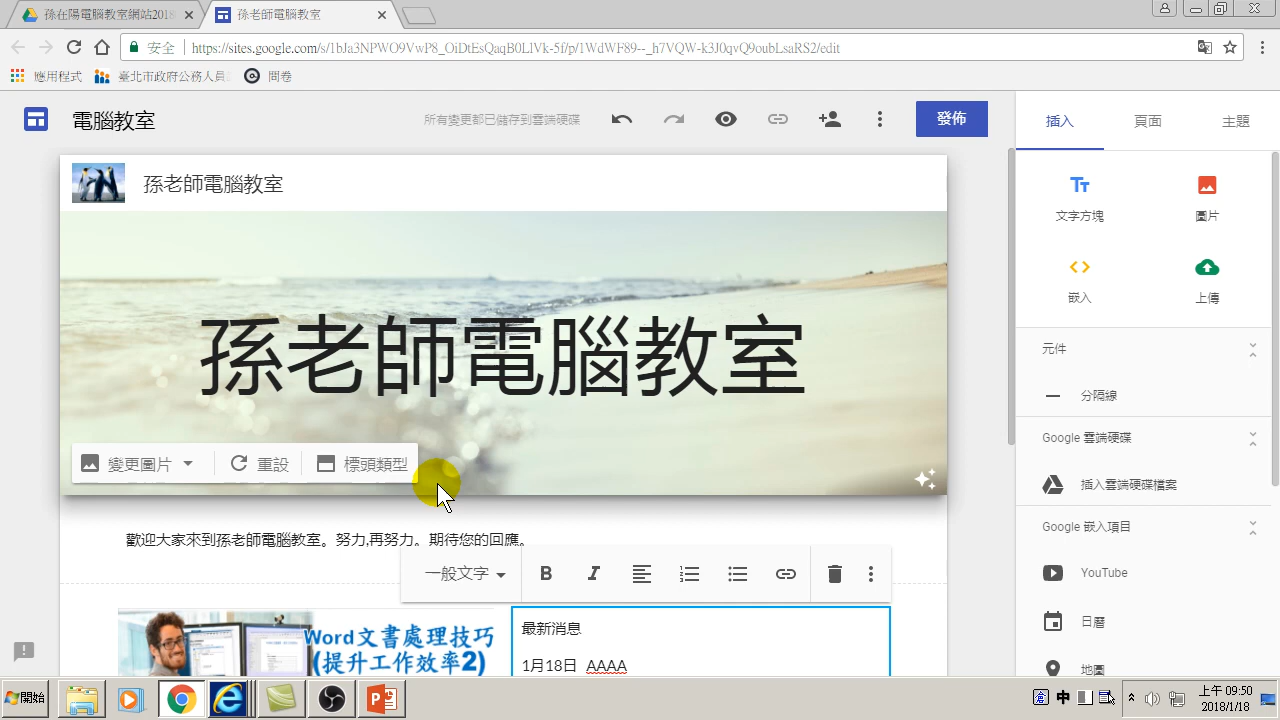 孫在陽電腦教室網站2018
孫老師電腦教室
安全
https://sites.google.com/s/1bJa3NPWO9VwP8_OiDtEsQaqB0LlVk-5f/p/1WdWF89--_h7VQW-k3J0qvQ9oubLsaRS2/edit
應用程式
臺北市政府公務人員
問卷
電腦教室
所有變更都已儲存到雲端硬碟
發佈
插入
頁面
主題
孫老師電腦教室
文字方塊
圖片
嵌入
上傳
孫老師電腦教室
元件
分隔線
Google 雲端硬碟
變更圖片
重設
標頭類型
插入雲端硬碟檔案
Google 嵌入項目
歡迎大家來到孫老師電腦教室。努力,再努力。期待您的回應。
一般文字
B
I
YouTube
日曆
地圖
Word文書處理技巧
(提升工作效率2)
最新消息
1月18日 AAAA
開始
中
上午 09:50
2018/1/18